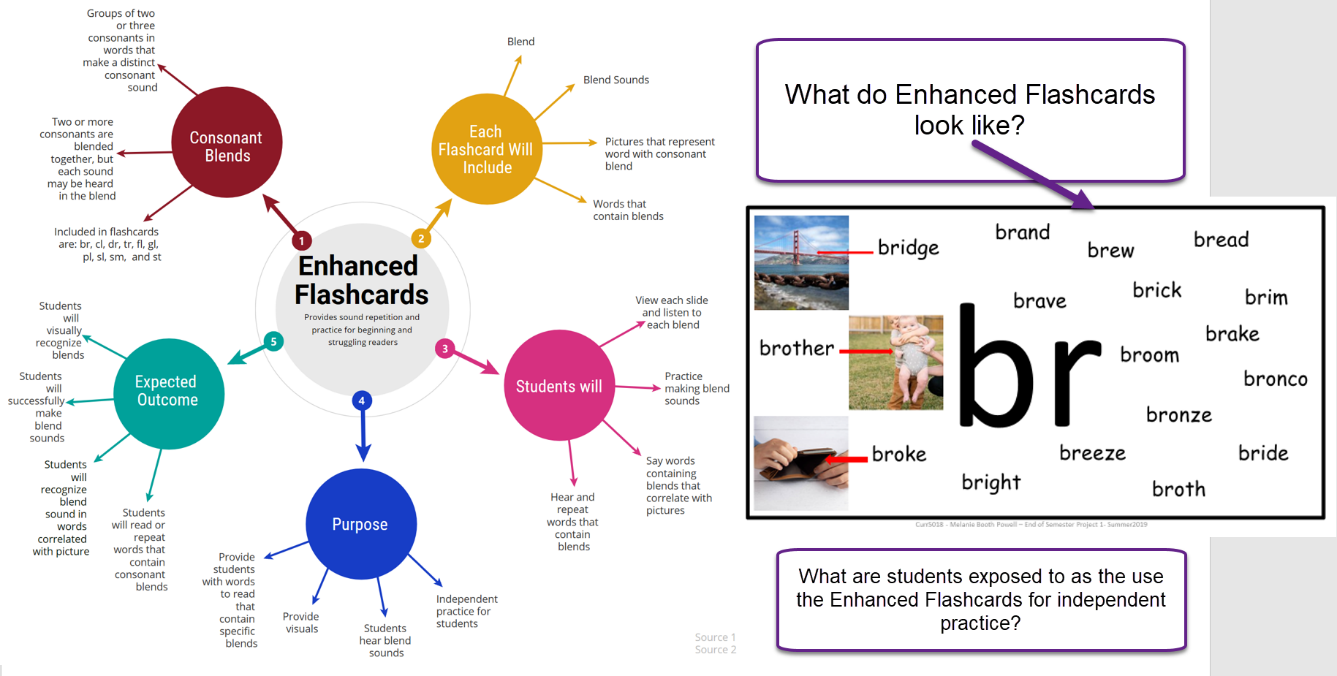 Groups of two
or three
consonants in
words that
make a distinct
consonant
sound
Two or more
consonants are
blended
together, but
each sound
may be heard
in the blend
Included in flashcards
are: br, cl, dr, tr, fl, gl,
pl, sl, sm,  and st
Consonant
Blends
1
Blend
Blend Sounds
Pictures that represent
word with consonant
blend
Words that
contain blends
Each
Flashcard Will
Include
2
Enhanced
Flashcards
Provides sound repetition and
practice for beginning and
struggling readers
3
Students will
View each slide
and listen to
each blend
Practice
making blend
sounds
Say words
containing
blends that
correlate with
pictures
Hear and
repeat
words that
contain
blends
4
Purpose
Provide
students
with words
to read
that
contain
specific
blends
Provide
visuals
Students
hear blend
sounds
Independent
practice for
students
5
Expected
Outcome
Students
will
visually
recognize
blends
Students
will
successfully
make
blend
sounds
Students
will
recognize
blend
sound in
words
correlated
with picture
Students
will read or
repeat
words that
contain
consonant
blends
Source 1
Source 2
What do Enhanced Flashcards
look like?
bridge
brand
brew
bread
brave
brick
brim
brother
br
broom
brake
bronco
bronze
broke
breeze
bride
bright
broth
Curr5018 - Melanie Booth Powell – End of Semester Project 1- Summer2019
What are students exposed to as the use
the Enhanced Flashcards for independent
practice?